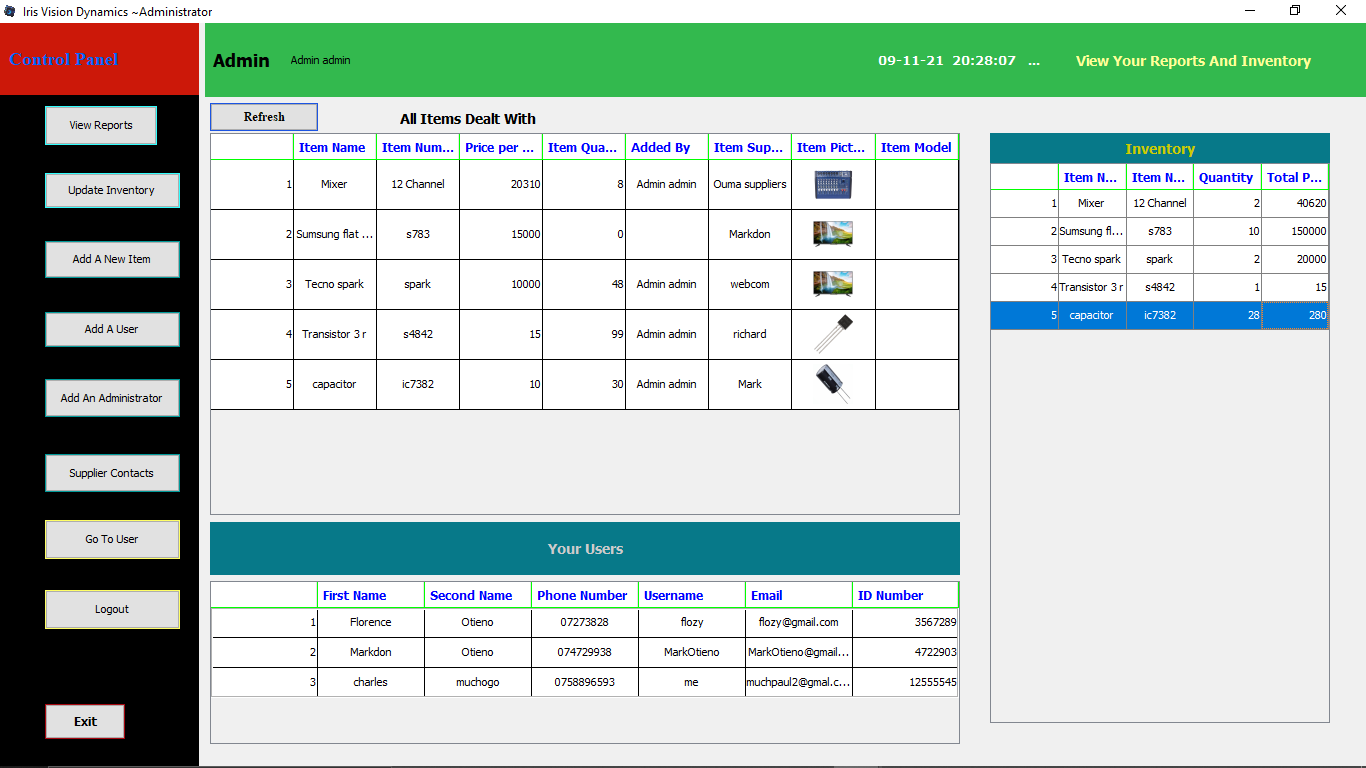 Iris Vision Dynamics ~Administrator
Control Panel
Admin Admin admin 09-11-21 20:28:07 ... View Your Reports And Inventory
View Reports
Update Inventory
Add A New Item
Add A User
Add An Administrator
Supplier Contacts
Go To User
Logout
Exit
Refresh All Items Dealt With
Item Name Item Num... Price per ... Item Qua... Added By Item Sup... Item Pict... Item Model
1 Mixer 12 Channel 20310 8 Admin admin Ouma suppliers
2 Sumsung flat ... s783 15000 0 Markdon
3 Tecno spark spark 10000 48 Admin admin webcom
4 Transistor 3 r s4842 15 99 Admin admin richard
5 capacitor ic7382 10 30 Admin admin Mark
Inventory
Item N... Item N... Quantity Total P...
1 Mixer 12 Channel 2 40620
2 Sumsung fl... s783 10 150000
3 Tecno spark spark 2 20000
4 Transistor 3 r s4842 1 15
5 capacitor ic7382 28 280
Your Users
First Name Second Name Phone Number Username Email ID Number
1 Florence Otieno 07273828 flozy flozy@gmail.com 3567289
2 Markdon Otieno 074729938 MarkOtieno MarkOtieno@gmail... 4722903
3 charles muchogo 0758896593 me muchpaul2@gmal.c... 12555545